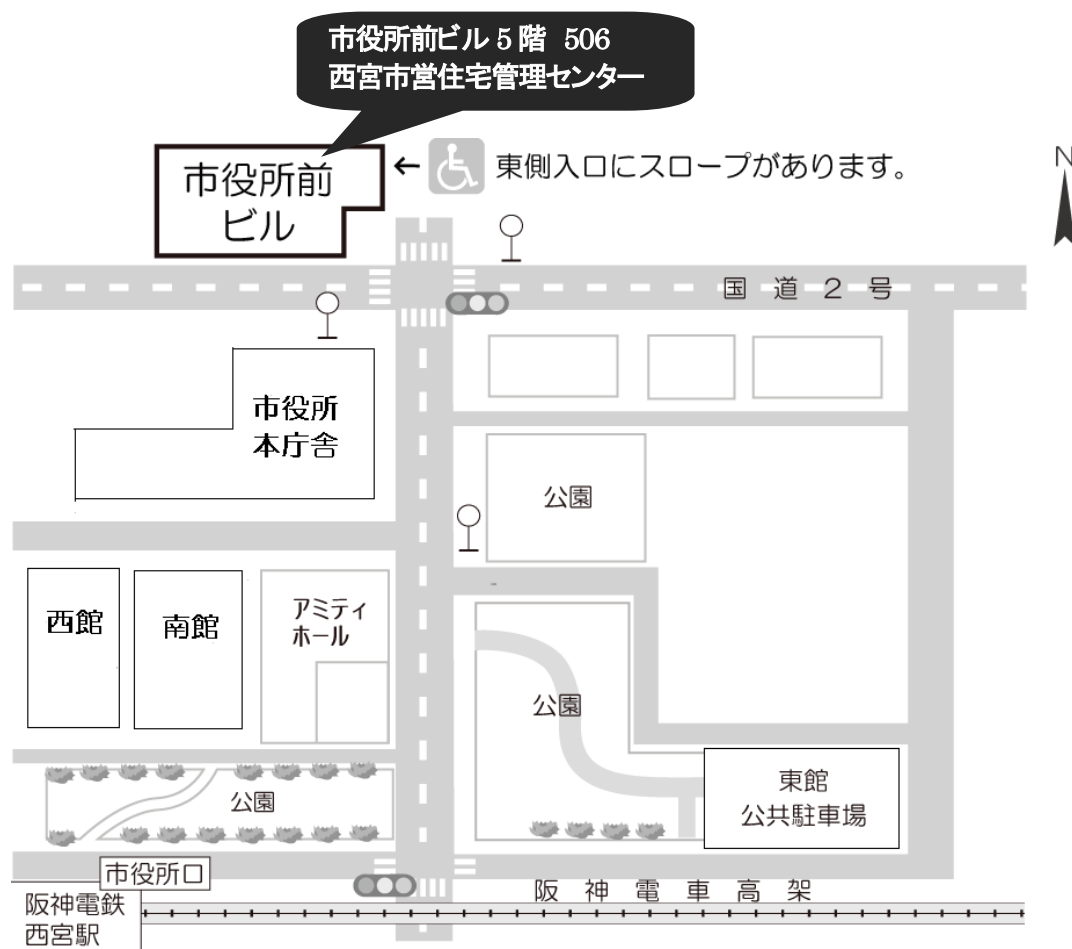 市役所前ビル 5 階 506
西宮市営住宅管理センター
市役所前
ビル
← 東側入口にスロープがあります。
N
国道2号
市役所
本庁舎
公園
西館
南館
アミティ
ホール
公園
公園
東館
公共駐車場
市役所口
阪神電車高架
阪神電鉄
西宮駅